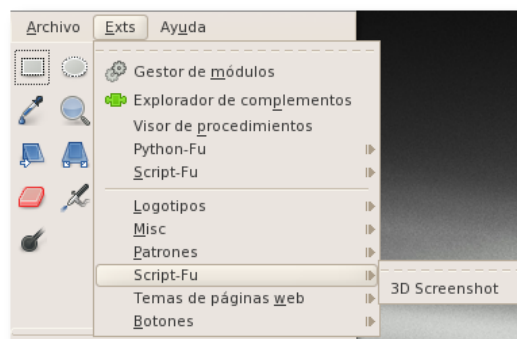 Archivo Exts Ayuda
Gestor de módulos
Explorador de complementos
Visor de procedimientos
Python-Fu
Script-Fu
Logotipos
Misc
Patrones
Script-Fu
3D Screenshot
Temas de páginas web
Botones